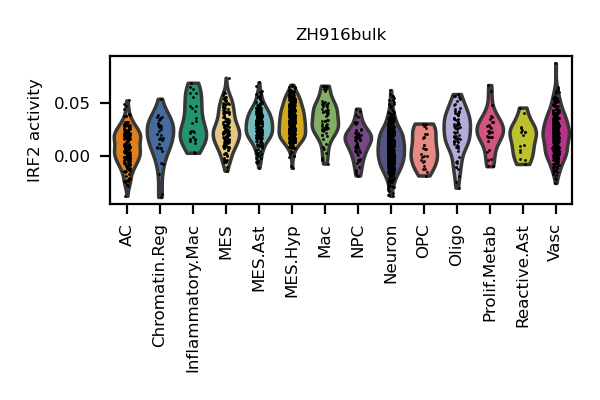 ZH916bulk
IRF2 activity
0.05
0.00
AC
Chromatin.Reg
Inflammatory.Mac
MES
MES.Ast
MES.Hyp
Mac
NPC
Neuron
OPC
Oligo
Prolif.Metab
Reactive.Ast
Vasc